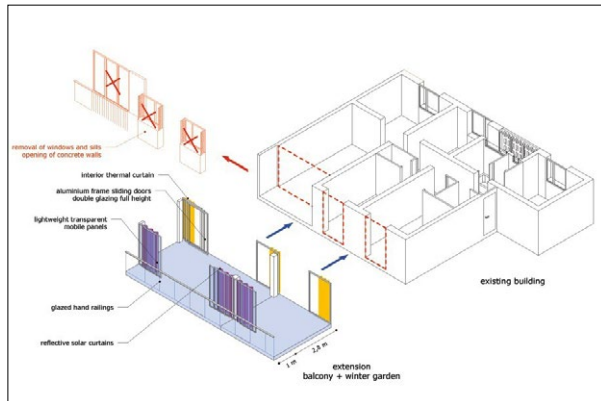 removal of windows and sills
opening of concrete walls
interior thermal curtain
aluminium frame sliding doors
double glazing full height
lightweight transparent
mobile panels
glazed hand railings
reflective solar curtains
1 m
2,8 m
extension
balcony + winter garden
existing building